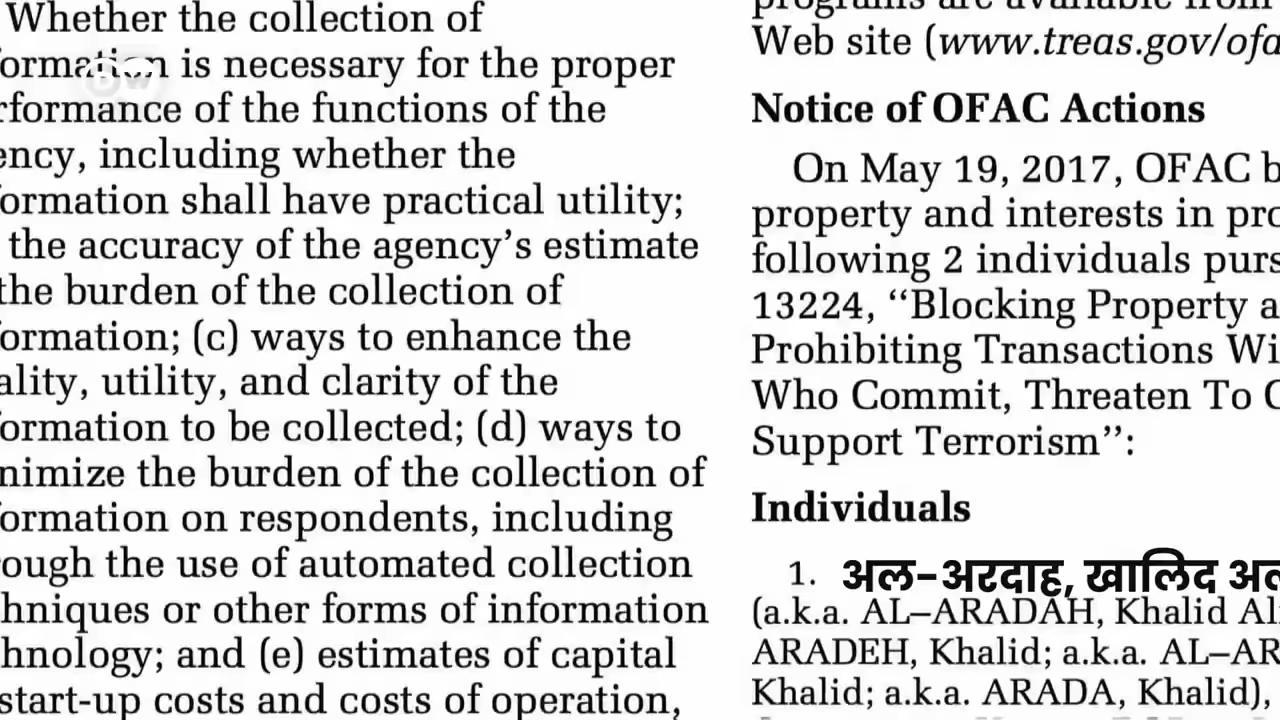 Whether the collection of
formation is necessary for the proper
rformance of the functions of the
ency, including whether the
formation shall have practical utility;
the accuracy of the agency's estimate
the burden of the collection of
formation; (c) ways to enhance the
ality, utility, and clarity of the
formation to be collected; (d) ways to
nimize the burden of the collection of
formation on respondents, including
rough the use of automated collection
hniques or other forms of information
hnology; and (e) estimates of capital
start-up costs and costs of operation,
Web site (www.treas.gov/ofa
Notice of OFAC Actions
On May 19, 2017, OFAC b
property and interests in pro
following 2 individuals purs
13224, “Blocking Property a
Prohibiting Transactions Wi
Who Commit, Threaten To C
Support Terrorism”:
Individuals
1. अल-अरदाह, खालिद अल
(a.k.a. AL–ARADAH, Khalid Al
ARADEH, Khalid; a.k.a. AL–AR
Khalid; a.k.a. ARADA, Khalid),
DW